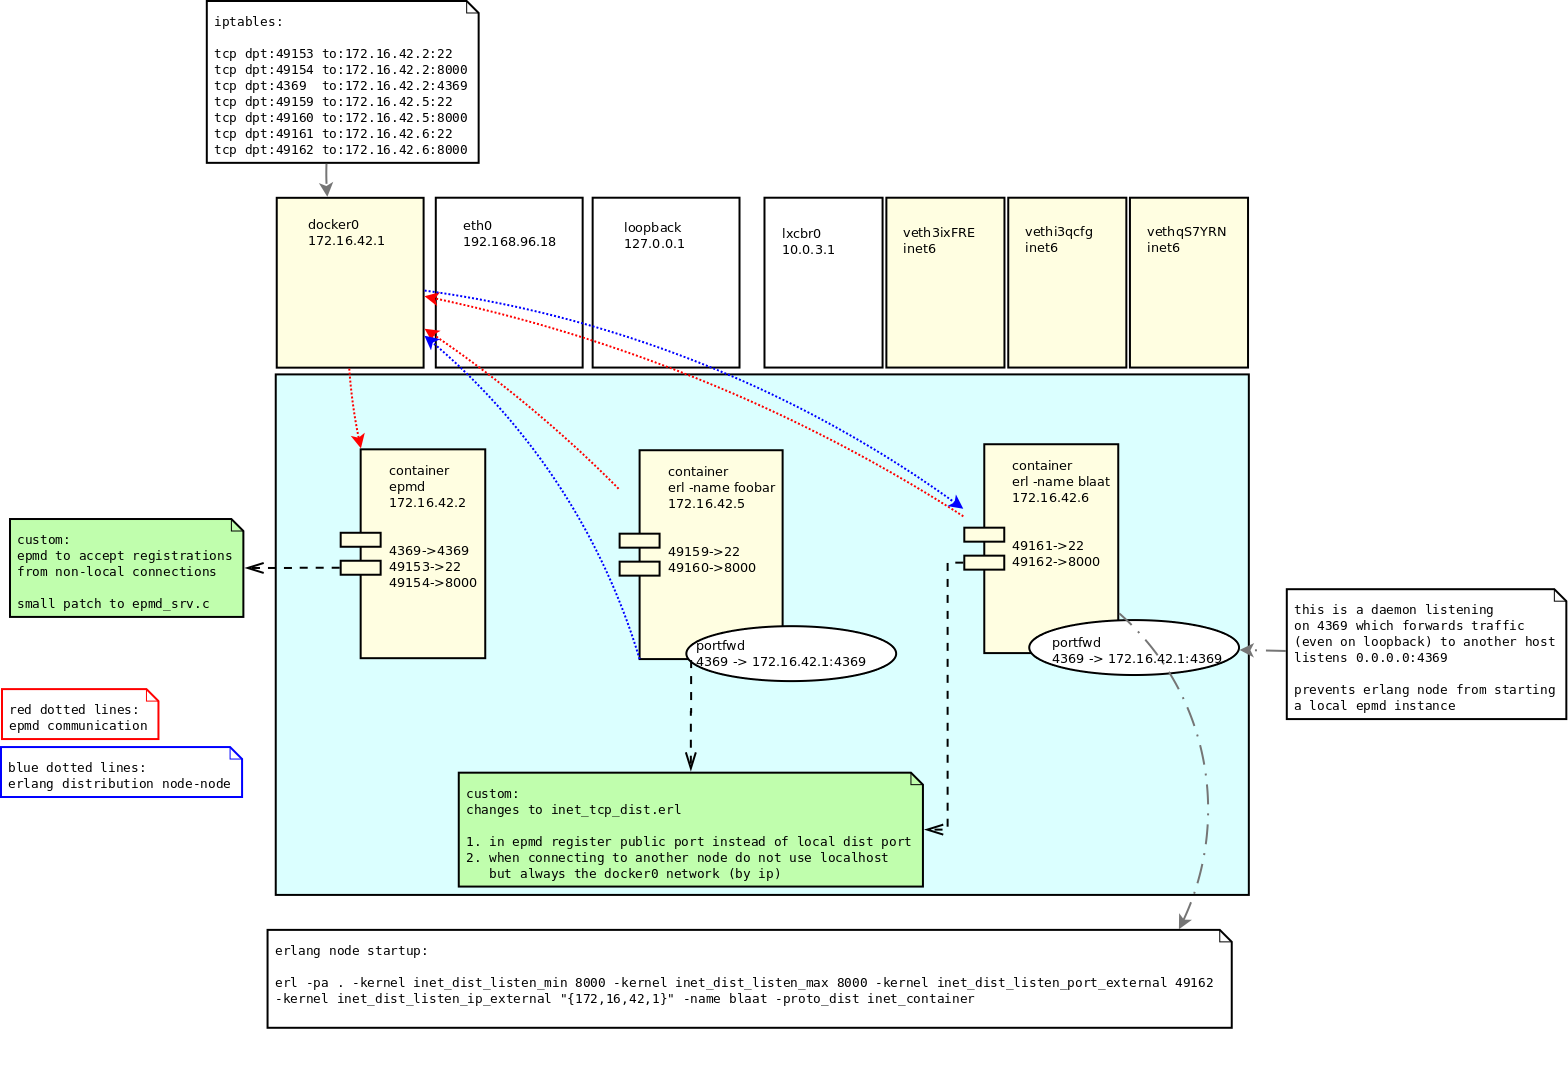 iptables:
tcp dpt:49153 to:172.16.42.2:22
tcp dpt:49154 to:172.16.42.2:8000
tcp dpt:4369  to:172.16.42.2:4369
tcp dpt:49159 to:172.16.42.5:22
tcp dpt:49160 to:172.16.42.5:8000
tcp dpt:49161 to:172.16.42.6:22
tcp dpt:49162 to:172.16.42.6:8000
docker0
172.16.42.1
eth0
192.168.96.18
loopback
127.0.0.1
lxcbr0
10.0.3.1
veth3ixFRE
inet6
vethi3qcfg
inet6
vethqS7YRN
inet6
container
epmd
172.16.42.2
4369->4369
49153->22
49154->8000
container
erl -name foobar
172.16.42.5
49159->22
49160->8000
portfwd
4369 -> 172.16.42.1:4369
container
erl -name blaat
172.16.42.6
49161->22
49162->8000
portfwd
4369 -> 172.16.42.1:4369
custom:
epmd to accept registrations
from non-local connections
small patch to epmd_srv.c
this is a daemon listening
on 4369 which forwards traffic
(even on loopback) to another host
listens 0.0.0.0:4369
prevents erlang node from starting
a local epmd instance
red dotted lines:
epmd communication
blue dotted lines:
erlang distribution node-node
custom:
changes to inet_tcp_dist.erl
1. in epmd register public port instead of local dist port
2. when connecting to another node do not use localhost
but always the docker0 network (by ip)
erlang node startup:
erl -pa . -kernel inet_dist_listen_min 8000 -kernel inet_dist_listen_max 8000 -kernel inet_dist_listen_port_external 49162
-kernel inet_dist_listen_ip_external "{172,16,42,1}" -name blaat -proto_dist inet_container